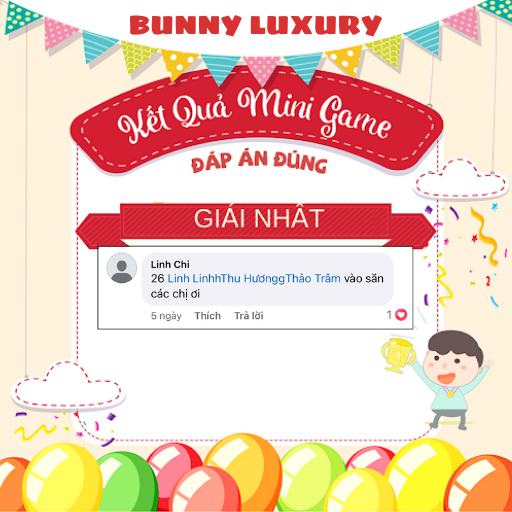 BUNNY LUXURY
Kết Quả Mini Game
ĐÁP ÁN ĐÚNG
GIẢI NHẤT
Linh Chi
26 Linh LinhhThu HươnggThảo Trâm vào săn
các chị ơi
5 ngày Thích Trả lời 1